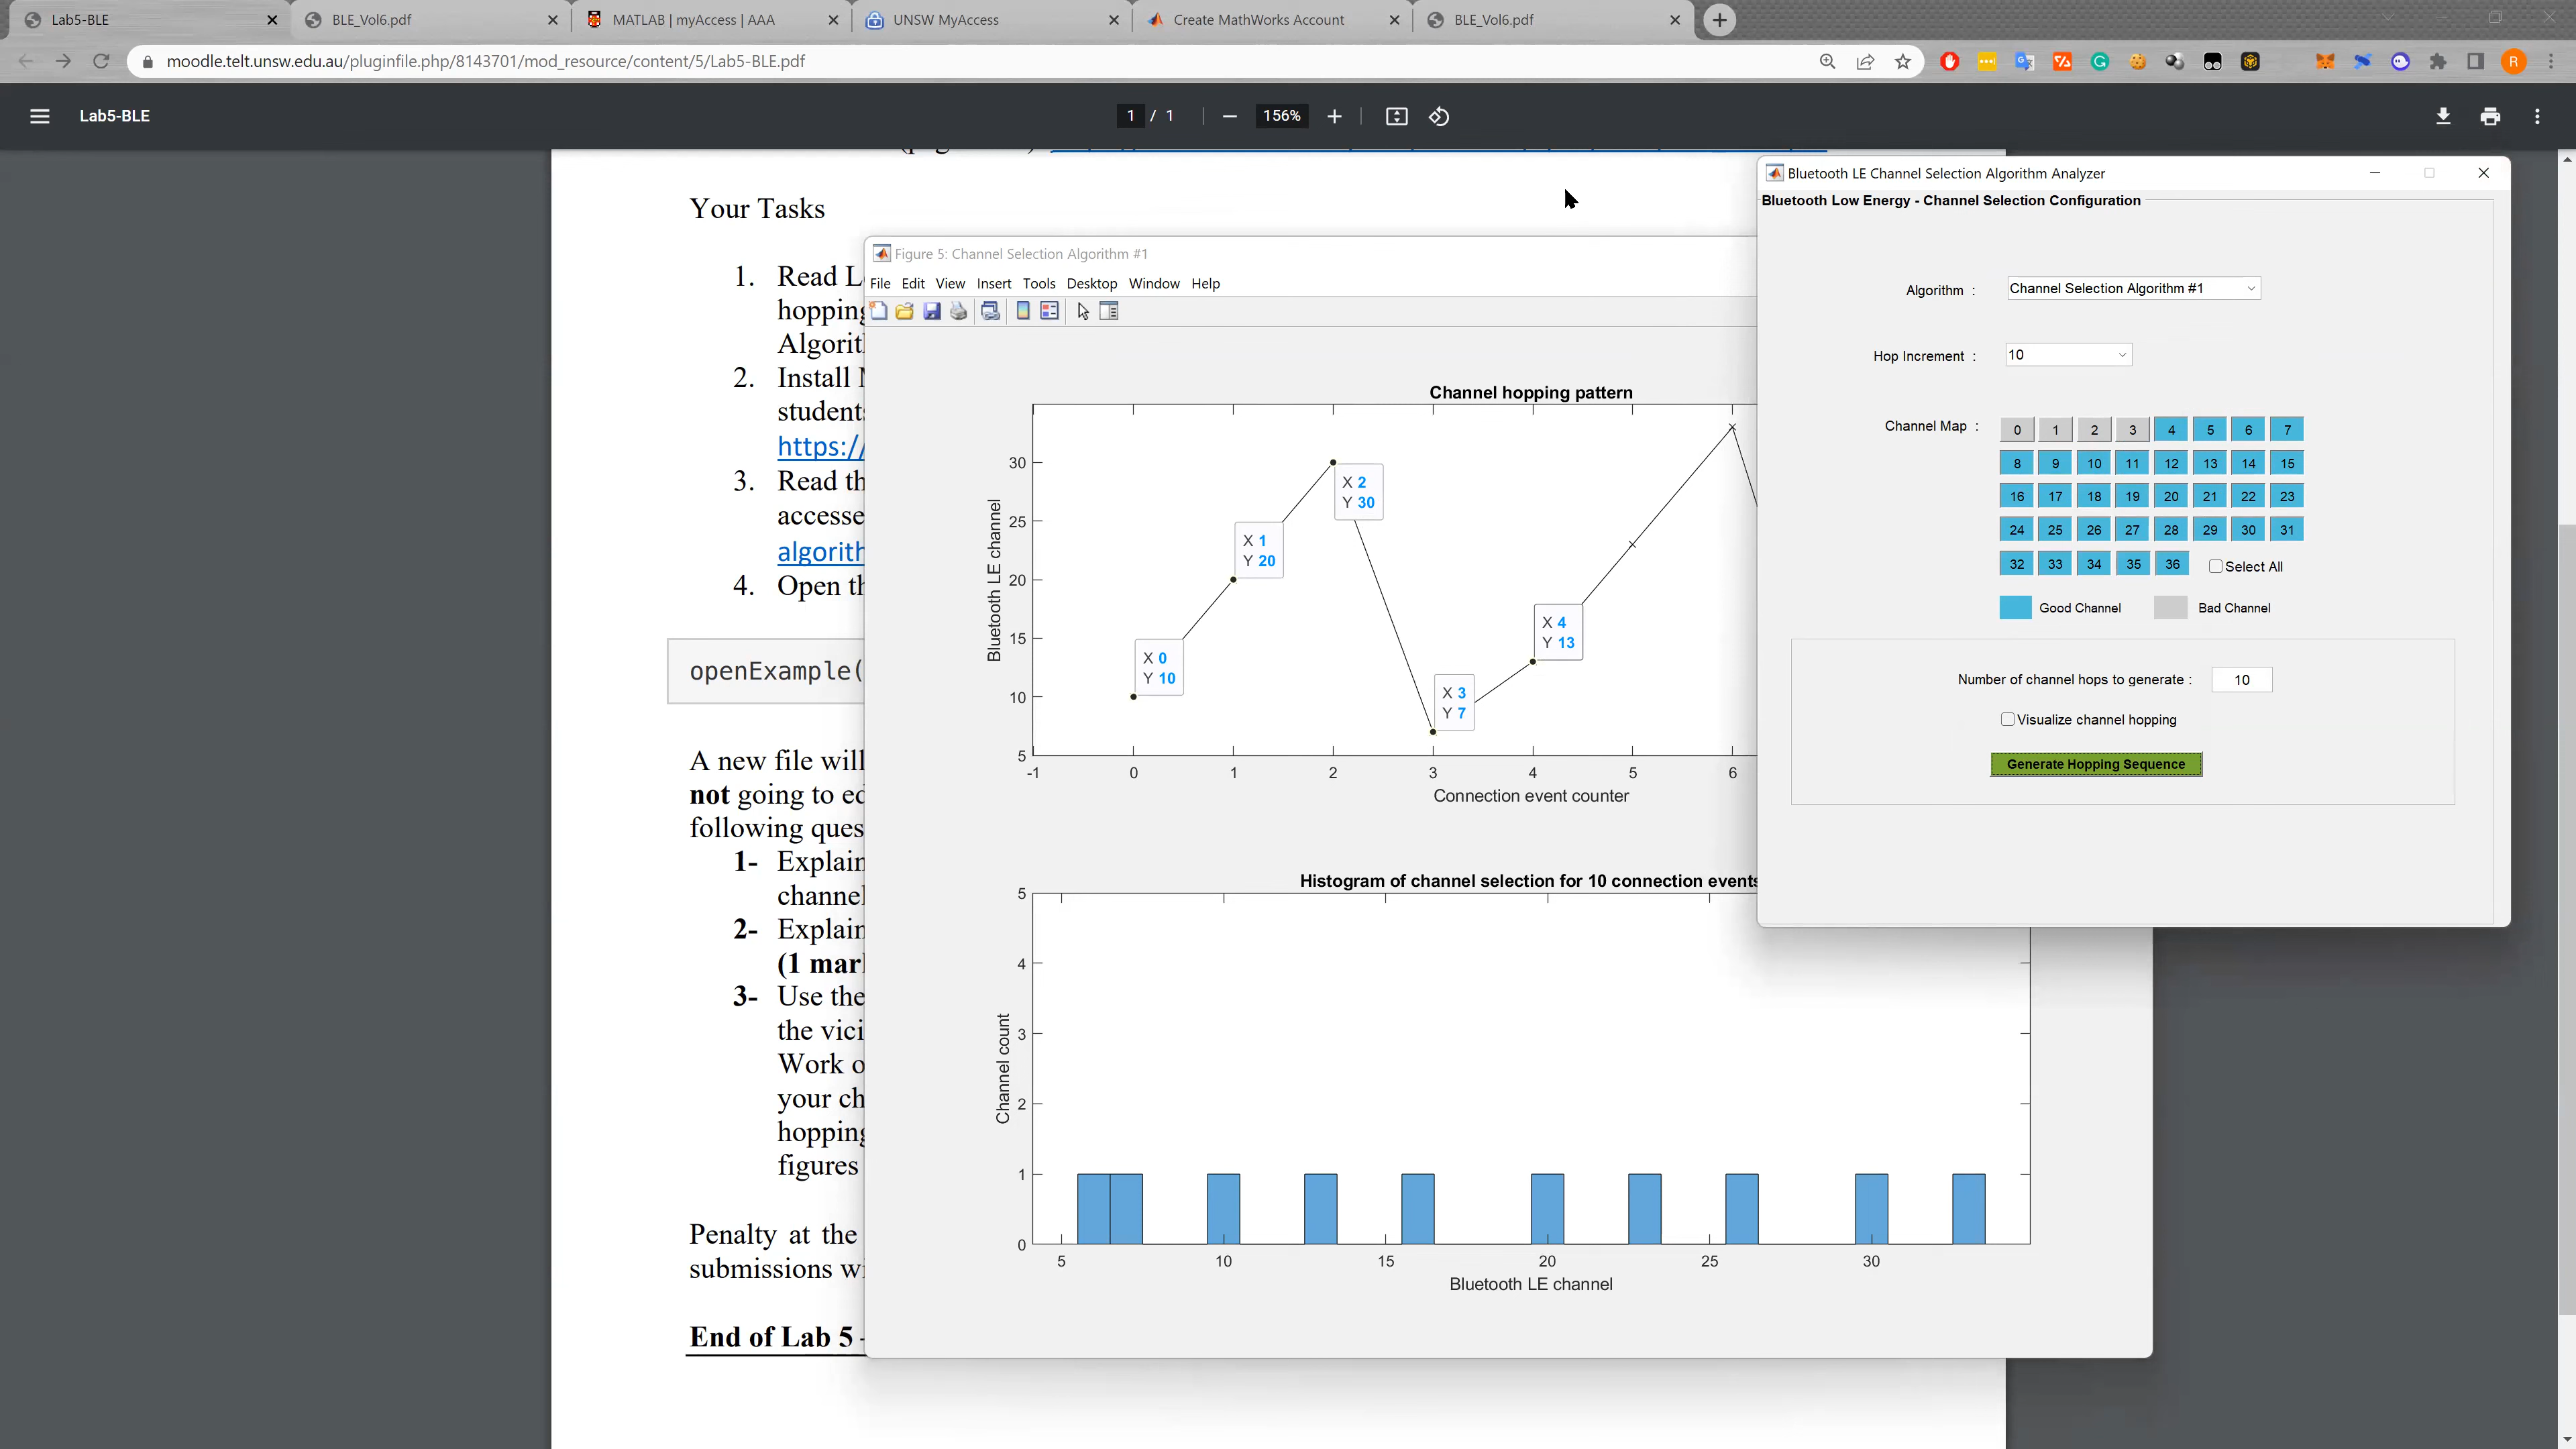 Lab5-BLE
BLE_Vol6.pdf
MATLAB | myAccess | AAA
UNSW MyAccess
Create MathWorks Account
BLE_Vol6.pdf
moodle.telt.unsw.edu.au/pluginfile.php/8143701/mod_resource/content/5/Lab5-BLE.pdf
R
Lab5-BLE
1 / 1
156%
Your Tasks
1. Read L
hopping
Algorit
2. Install
students
https://
3. Read th
accesse
algorith
4. Open th
openExample(
A new file will
not going to ed
following ques
1- Explain
channel
2- Explain
(1 mar
3- Use the
the vici
Work o
your ch
hopping
figures
Penalty at the
submissions wi
End of Lab 5
Figure 5: Channel Selection Algorithm #1
File Edit View Insert Tools Desktop Window Help
Channel hopping pattern
Bluetooth LE channel
30
25
20
15
10
5
X 0
Y 10
X 1
Y 20
X 2
Y 30
X 3
Y 7
X 4
Y 13
-1 0 1 2 3 4 5 6
Connection event counter
Histogram of channel selection for 10 connection events
Channel count
5
4
3
2
1
0
5 10 15 20 25 30
Bluetooth LE channel
Bluetooth LE Channel Selection Algorithm Analyzer
Bluetooth Low Energy - Channel Selection Configuration
Algorithm : Channel Selection Algorithm #1
Hop Increment : 10
Channel Map : 0 1 2 3 4 5 6 7
8 9 10 11 12 13 14 15
16 17 18 19 20 21 22 23
24 25 26 27 28 29 30 31
32 33 34 35 36 Select All
Good Channel Bad Channel
Number of channel hops to generate : 10
Visualize channel hopping
Generate Hopping Sequence